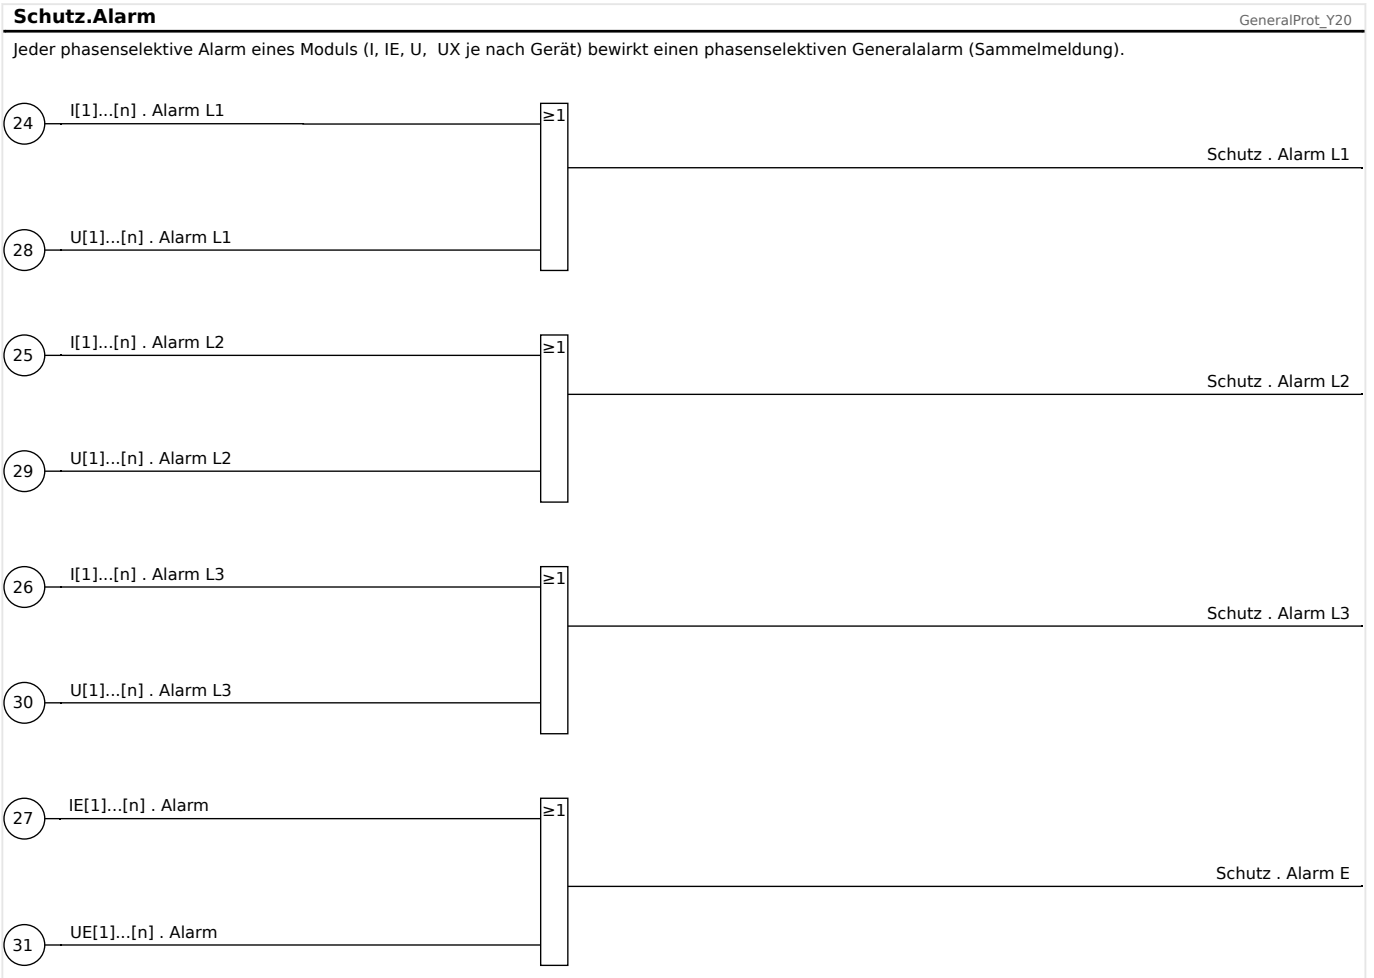 Schutz.Alarm
GeneralProt_Y20
Jeder phasenselektive Alarm eines Moduls (I, IE, U,  UX je nach Gerät) bewirkt einen phasenselektiven Generalalarm (Sammelmeldung).
24
I[1]...[n] . Alarm L1
≥1
Schutz . Alarm L1
28
U[1]...[n] . Alarm L1
25
I[1]...[n] . Alarm L2
≥1
Schutz . Alarm L2
29
U[1]...[n] . Alarm L2
26
I[1]...[n] . Alarm L3
≥1
Schutz . Alarm L3
30
U[1]...[n] . Alarm L3
27
IE[1]...[n] . Alarm
≥1
Schutz . Alarm E
31
UE[1]...[n] . Alarm